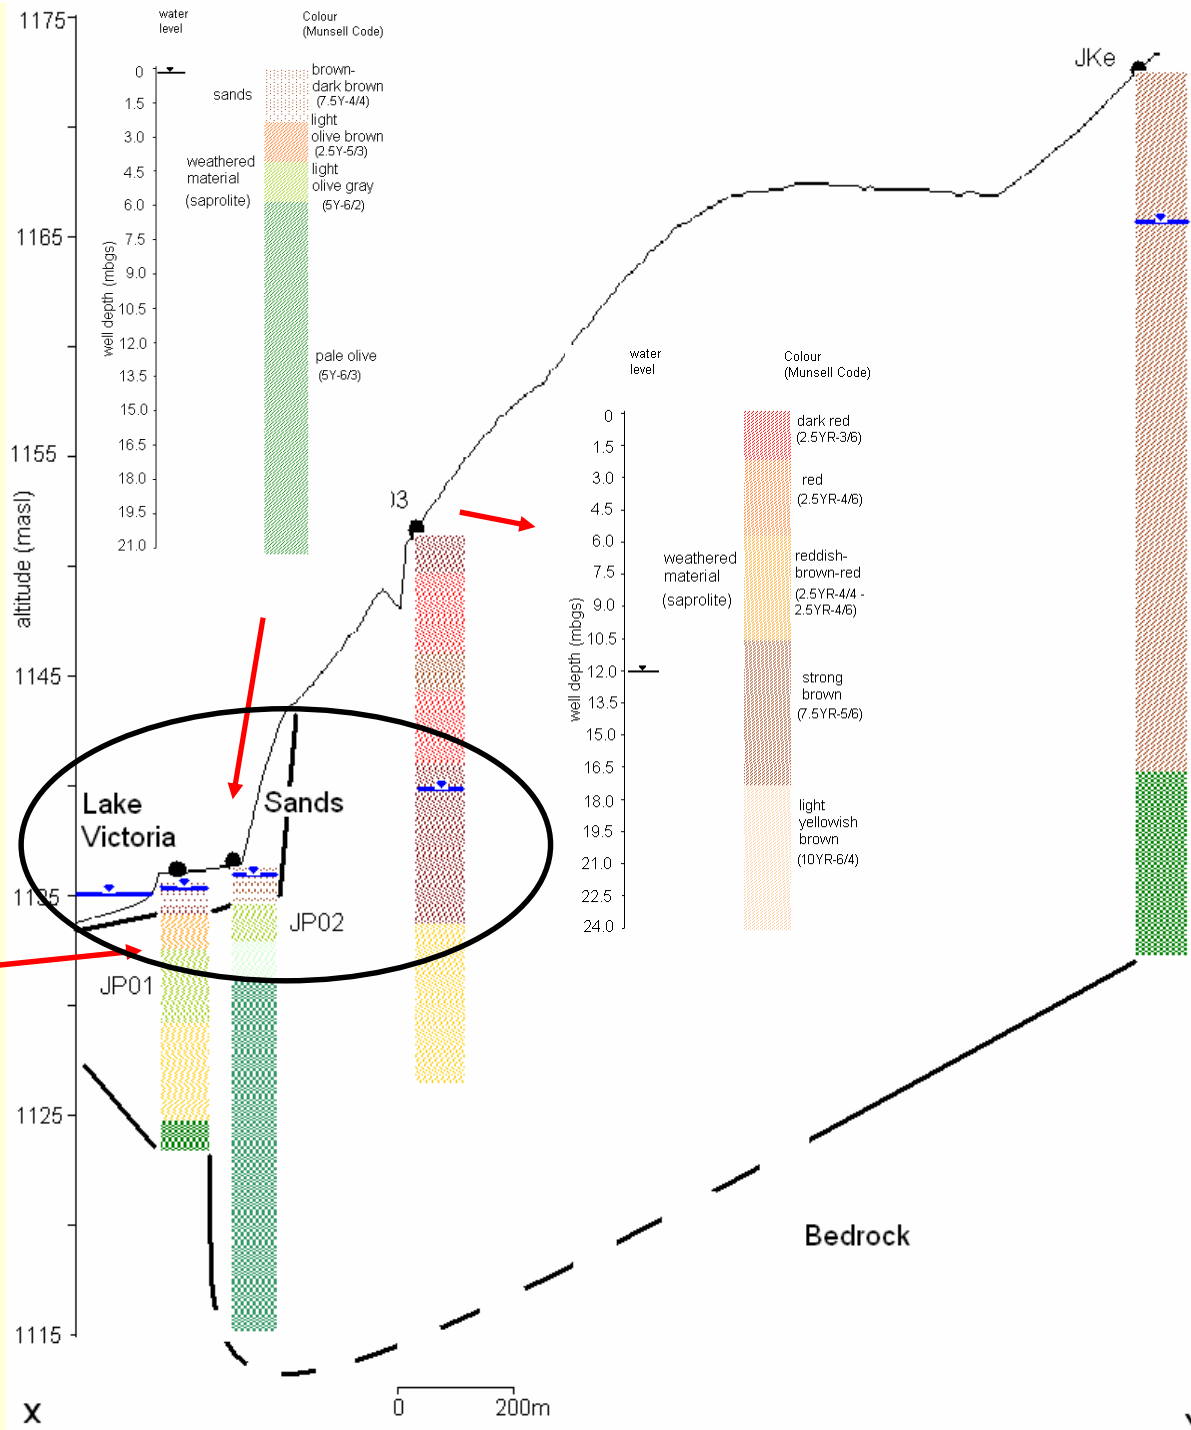 1175
water
level
Colour
(Munsell Code)
0
1.5
3.0
4.5
6.0
7.5
9.0
10.5
12.0
13.5
15.0
16.5
18.0
19.5
21.0
well depth (mbgs)
sands
weathered
material
(saprolite)
brown-
dark brown
(7.5Y-4/4)
light
olive brown
(2.5Y-5/3)
light
olive gray
(5Y-6/2)
pale olive
(5Y-6/3)
JKe
1165
1155
altitude (masl)
1145
1135
1125
1115
)3
water
level
Colour
(Munsell Code)
0
1.5
3.0
4.5
6.0
7.5
9.0
10.5
12.0
13.5
15.0
16.5
18.0
19.5
21.0
22.5
24.0
well depth (mbgs)
weathered
material
(saprolite)
dark red
(2.5YR-3/6)
red
(2.5YR-4/6)
reddish-
brown-red
(2.5YR-4/4 -
2.5YR-4/6)
strong
brown
(7.5YR-5/6)
light
yellowish
brown
(10YR-6/4)
Lake
Victoria
Sands
JP02
JP01
Bedrock
0 200m
X